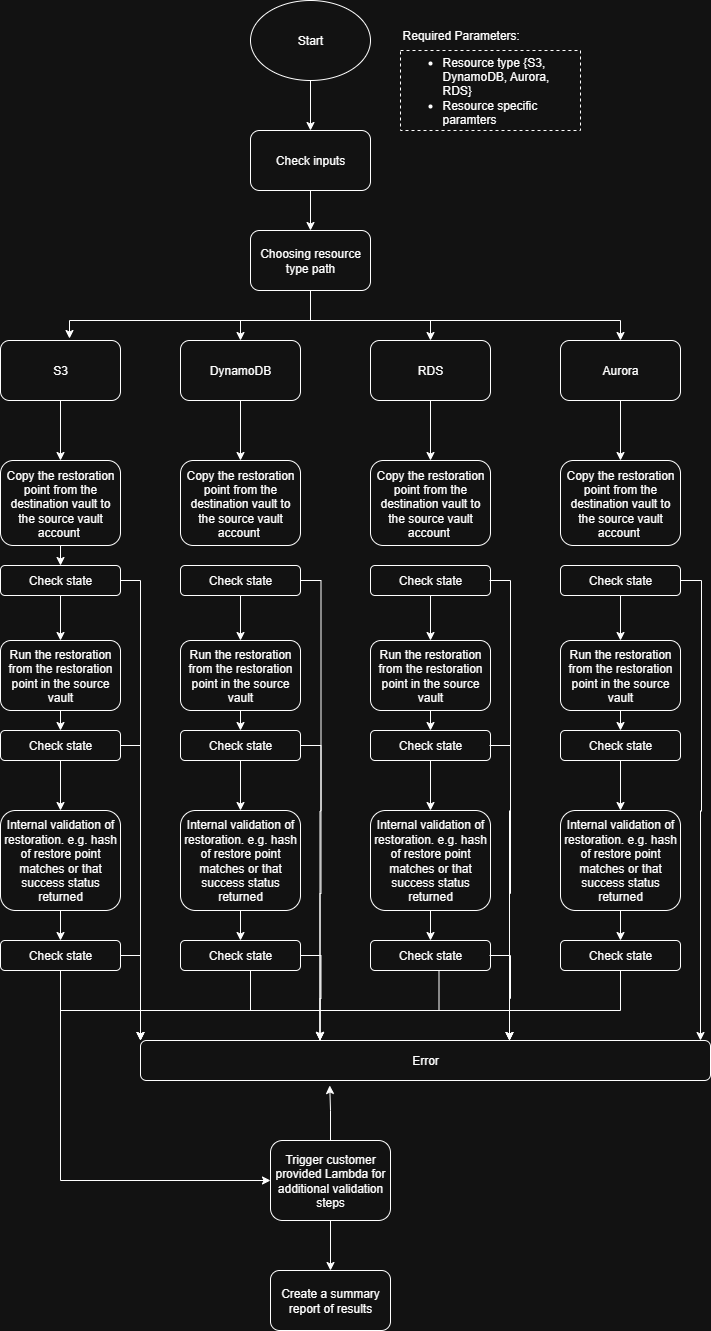 Start
Required Parameters:
Resource type {S3,
DynamoDB, Aurora,
RDS}
Resource specific
paramters
Check inputs
Choosing resource
type path
S3
DynamoDB
RDS
Aurora
Copy the restoration
point from the
destination vault to
the source vault
account
Copy the restoration
point from the
destination vault to
the source vault
account
Copy the restoration
point from the
destination vault to
the source vault
account
Copy the restoration
point from the
destination vault to
the source vault
account
Check state
Check state
Check state
Check state
Run the restoration
from the restoration
point in the source
vault
Run the restoration
from the restoration
point in the source
vault
Run the restoration
from the restoration
point in the source
vault
Run the restoration
from the restoration
point in the source
vault
Check state
Check state
Check state
Check state
Internal validation of
restoration. e.g. hash
of restore point
matches or that
success status
returned
Internal validation of
restoration. e.g. hash
of restore point
matches or that
success status
returned
Internal validation of
restoration. e.g. hash
of restore point
matches or that
success status
returned
Internal validation of
restoration. e.g. hash
of restore point
matches or that
success status
returned
Check state
Check state
Check state
Check state
Error
Trigger customer
provided Lambda for
additional validation
steps
Create a summary
report of results